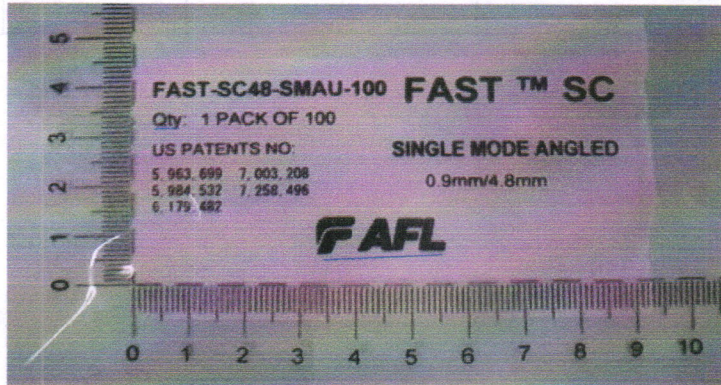 FAST-SC48-SMAU-100 FAST ™ SC
Qty: 1 PACK OF 100
US PATENTS NO: SINGLE MODE ANGLED
5, 963, 699 7, 003, 208 0.9mm/4.8mm
5, 984, 532 7, 258, 496
6, 179, 482
AFL
5
4
3
2
1
0
0 1 2 3 4 5 6 7 8 9 10